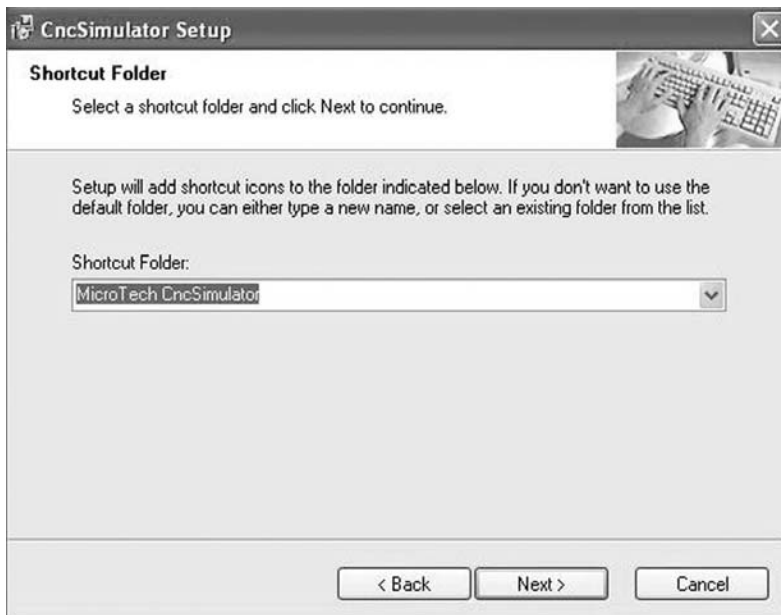 CncSimulator Setup
Shortcut Folder
Select a shortcut folder and click Next to continue.
Setup will add shortcut icons to the folder indicated below. If you don't want to use the
default folder, you can either type a new name, or select an existing folder from the list.
Shortcut Folder:
MicroTech CncSimulator
< Back
Next >
Cancel